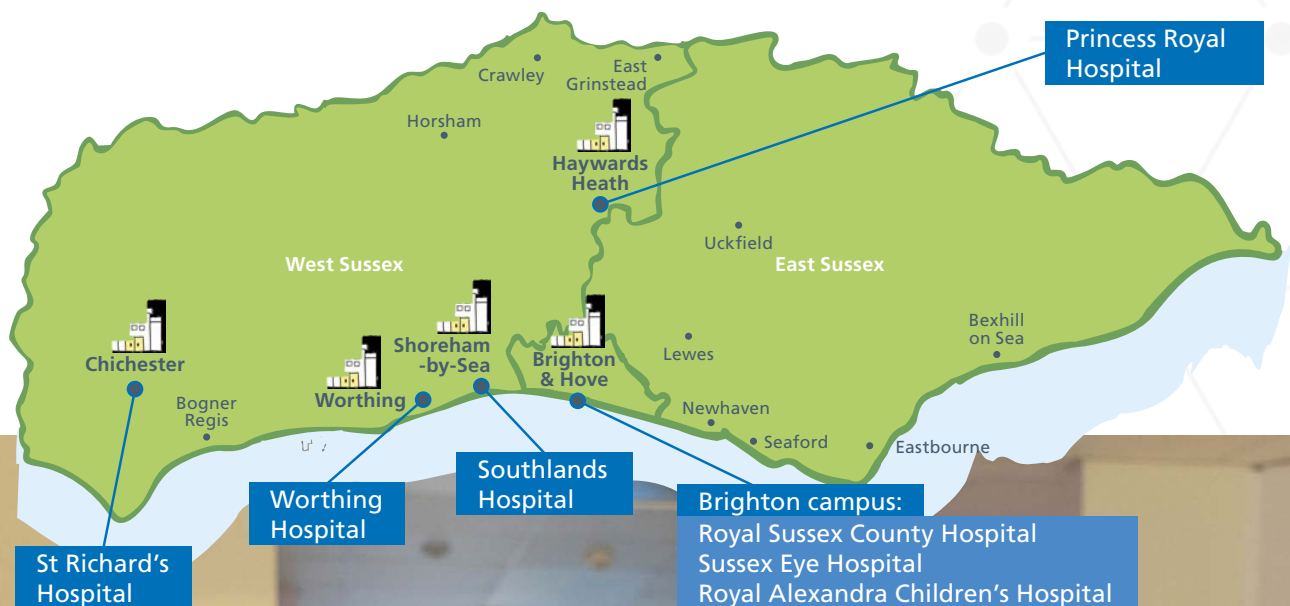 Princess Royal
Hospital
Crawley
East
Grinstead
Horsham
Haywards
Heath
Uckfield
West Sussex
East Sussex
Chichester
Shoreham
-by-Sea
Worthing
Brighton
& Hove
Lewes
Bexhill
on Sea
Bogner
Regis
Newhaven
Seaford
Eastbourne
Southlands
Hospital
Worthing
Hospital
St Richard's
Hospital
Brighton campus:
Royal Sussex County Hospital
Sussex Eye Hospital
Royal Alexandra Children's Hospital